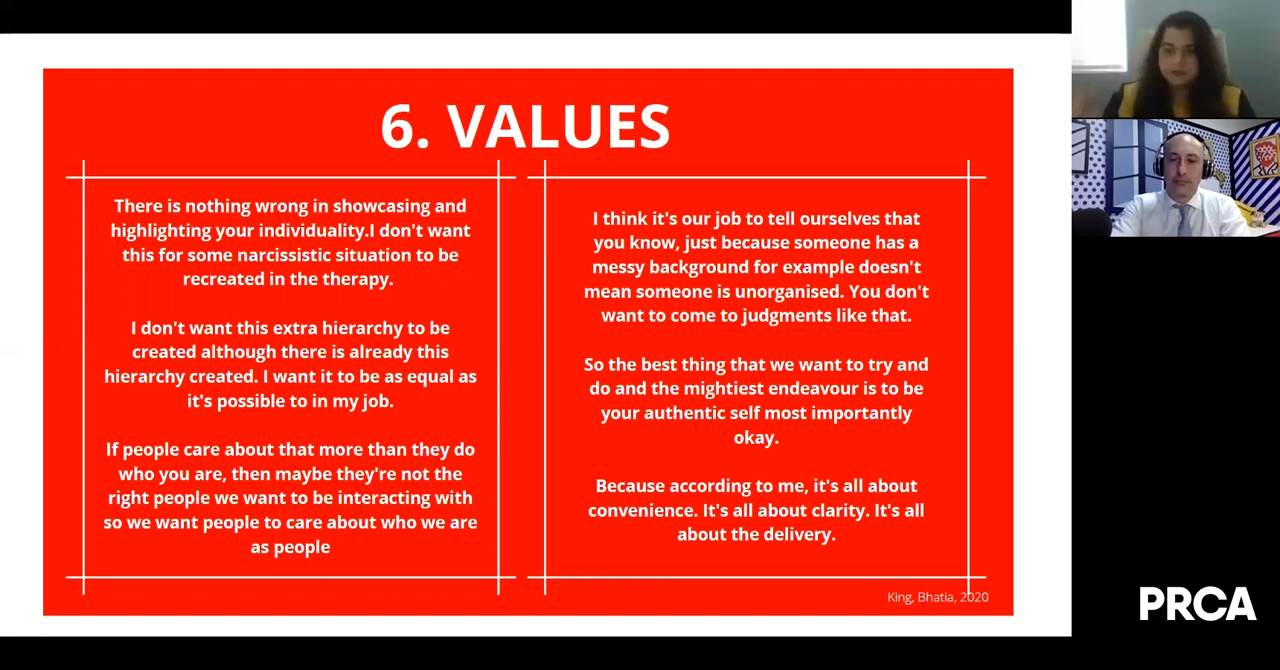 6. VALUES
There is nothing wrong in showcasing and
highlighting your individuality.I don't want
this for some narcissistic situation to be
recreated in the therapy.
I don't want this extra hierarchy to be
created although there is already this
hierarchy created. I want it to be as equal as
it's possible to in my job.
If people care about that more than they do
who you are, then maybe they're not the
right people we want to be interacting with
so we want people to care about who we are
as people
I think it's our job to tell ourselves that
you know, just because someone has a
messy background for example doesn't
mean someone is unorganised. You don't
want to come to judgments like that.
So the best thing that we want to try and
do and the mightiest endeavour is to be
your authentic self most importantly
okay.
Because according to me, it's all about
convenience. It's all about clarity. It's all
about the delivery.
King, Bhatia, 2020
PRCA